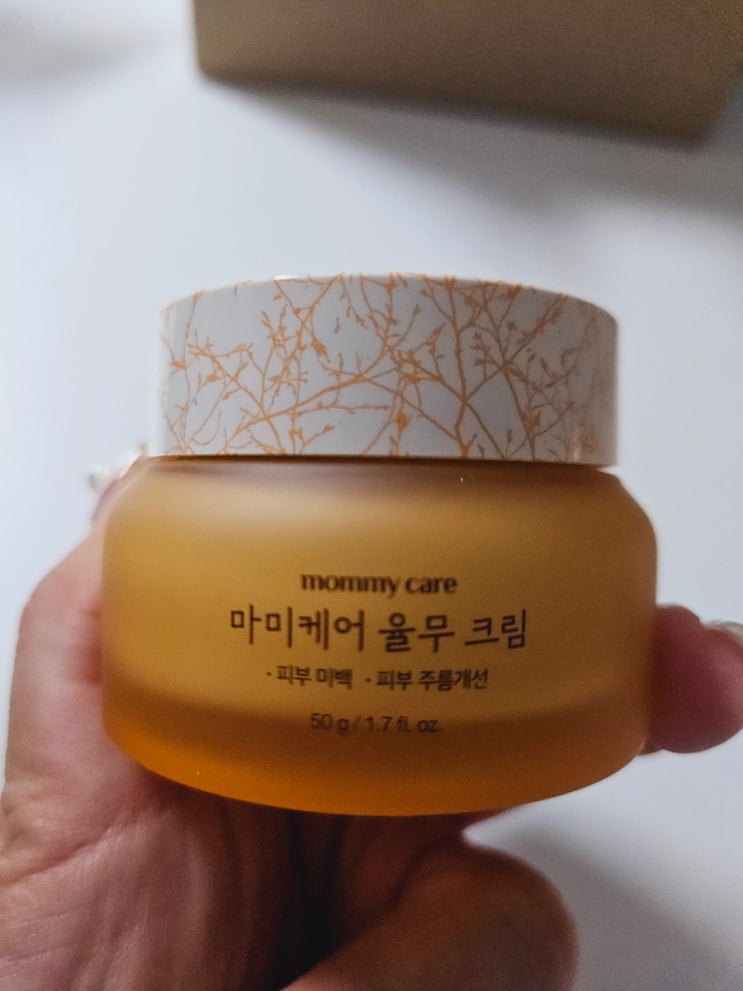 mommy care
마미케어 율무 크림
·피부 미백 ·피부 주름개선
50 g / 1.7 fl. oz.